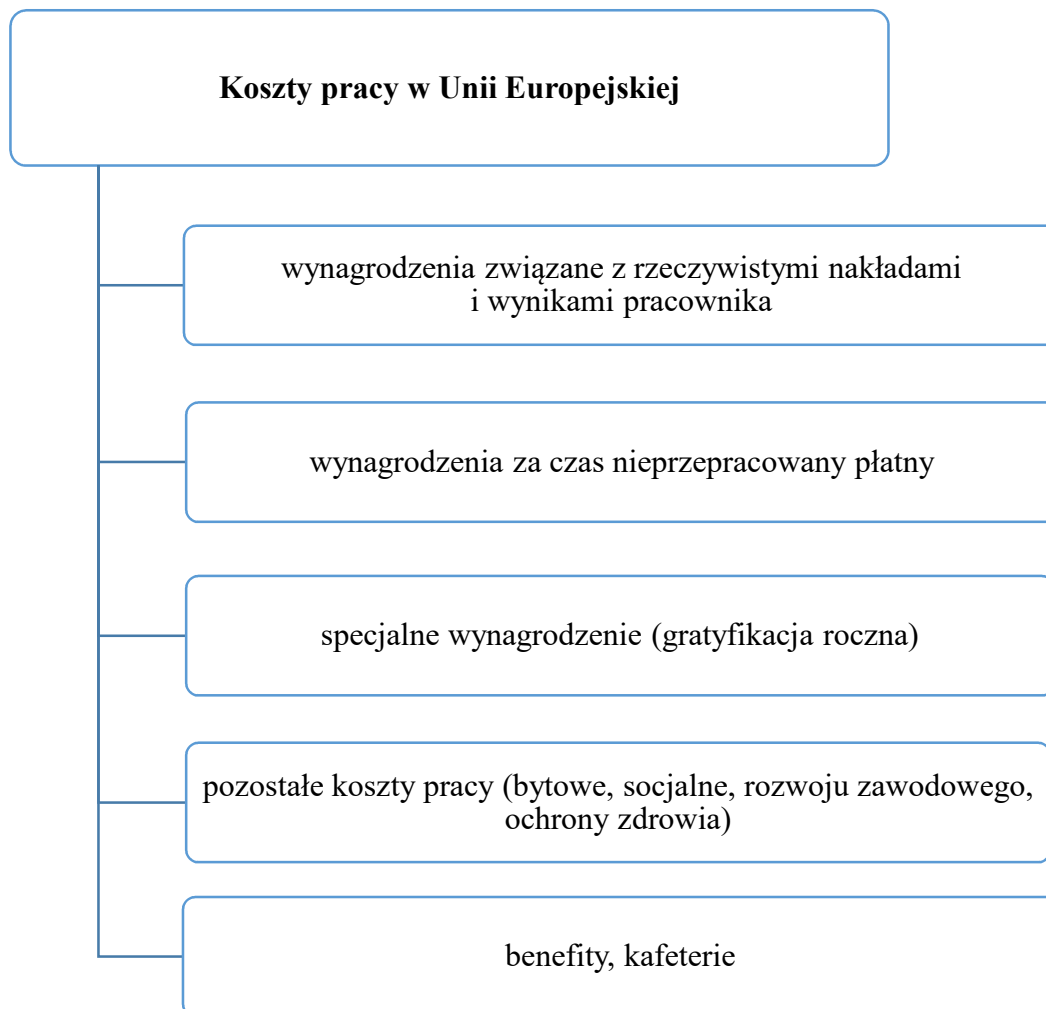 Koszty pracy w Unii Europejskiej
wynagrodzenia związane z rzeczywistymi nakładami
i wynikami pracownika
wynagrodzenia za czas nieprzepracowany płatny
specjalne wynagrodzenie (gratyfikacja roczna)
pozostałe koszty pracy (bytowe, socjalne, rozwoju zawodowego,
ochrony zdrowia)
benefity, kafeterie